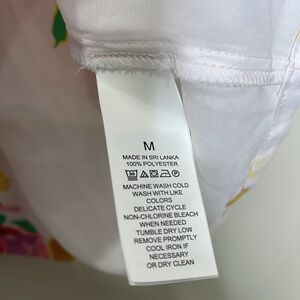 M
MADE IN SRI LANKA
100% POLYESTER
MACHINE WASH COLD
WASH WITH LIKE
COLORS
DELICATE CYCLE
NON-CHLORINE BLEACH
WHEN NEEDED
TUMBLE DRY LOW
REMOVE PROMPTLY
COOL IRON IF
NECESSARY
OR DRY CLEAN